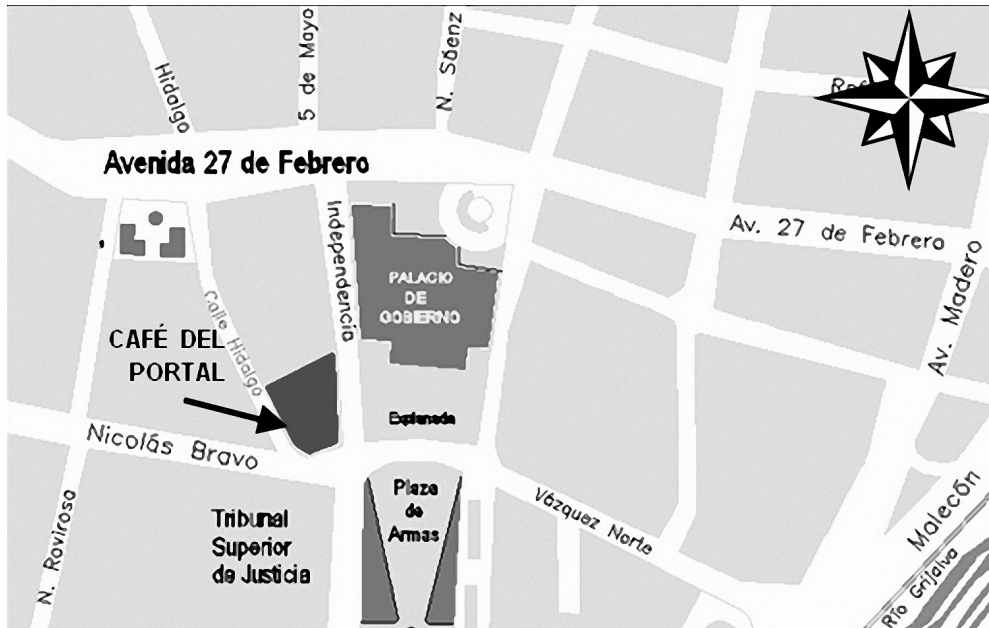 Hidalgo
5 de Mayo
N. Sáenz
Avenida 27 de Febrero
Av. 27 de Febrero
Av. Madero
Independencia
PALACIO
DE
GOBIERNO
Calle Hidalgo
CAFÉ DEL
PORTAL
Explanada
Nicolás Bravo
Plaza
de
Armas
Vázquez Norte
Malecón
Río Grijalva
N. Rovirosa
Tribunal
Superior
de Justicia